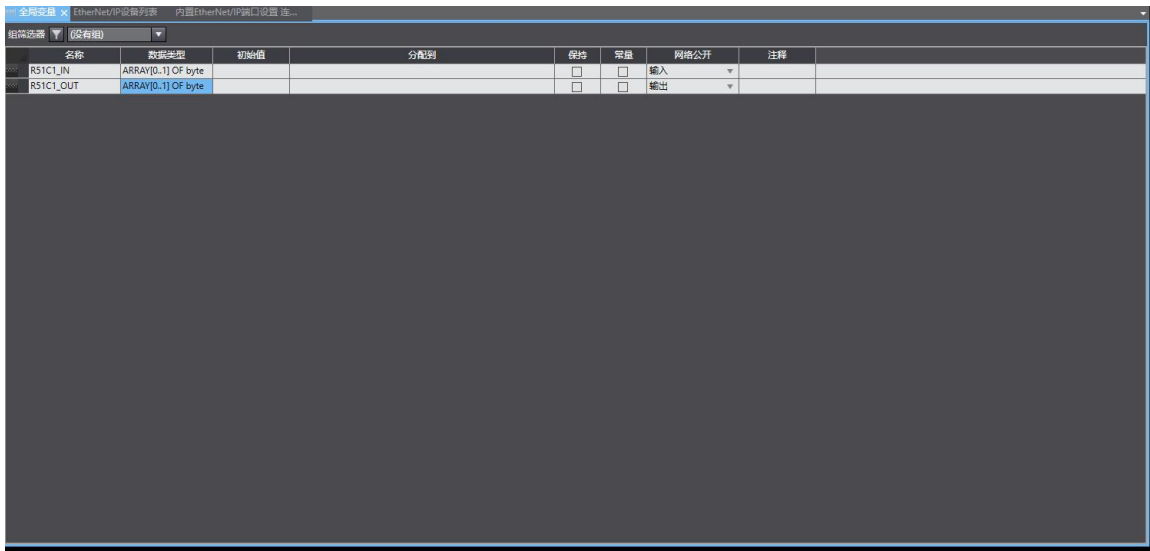 全局变量 x EtherNet/IP设备列表 内置EtherNet/IP端口设置 连...
组筛选器 (没有组)
名称 数据类型 初始值 分配到 保持 常量 网络公开 注释
R51C1_IN ARRAY[0..1] OF byte 输入
R51C1_OUT ARRAY[0..1] OF byte 输出